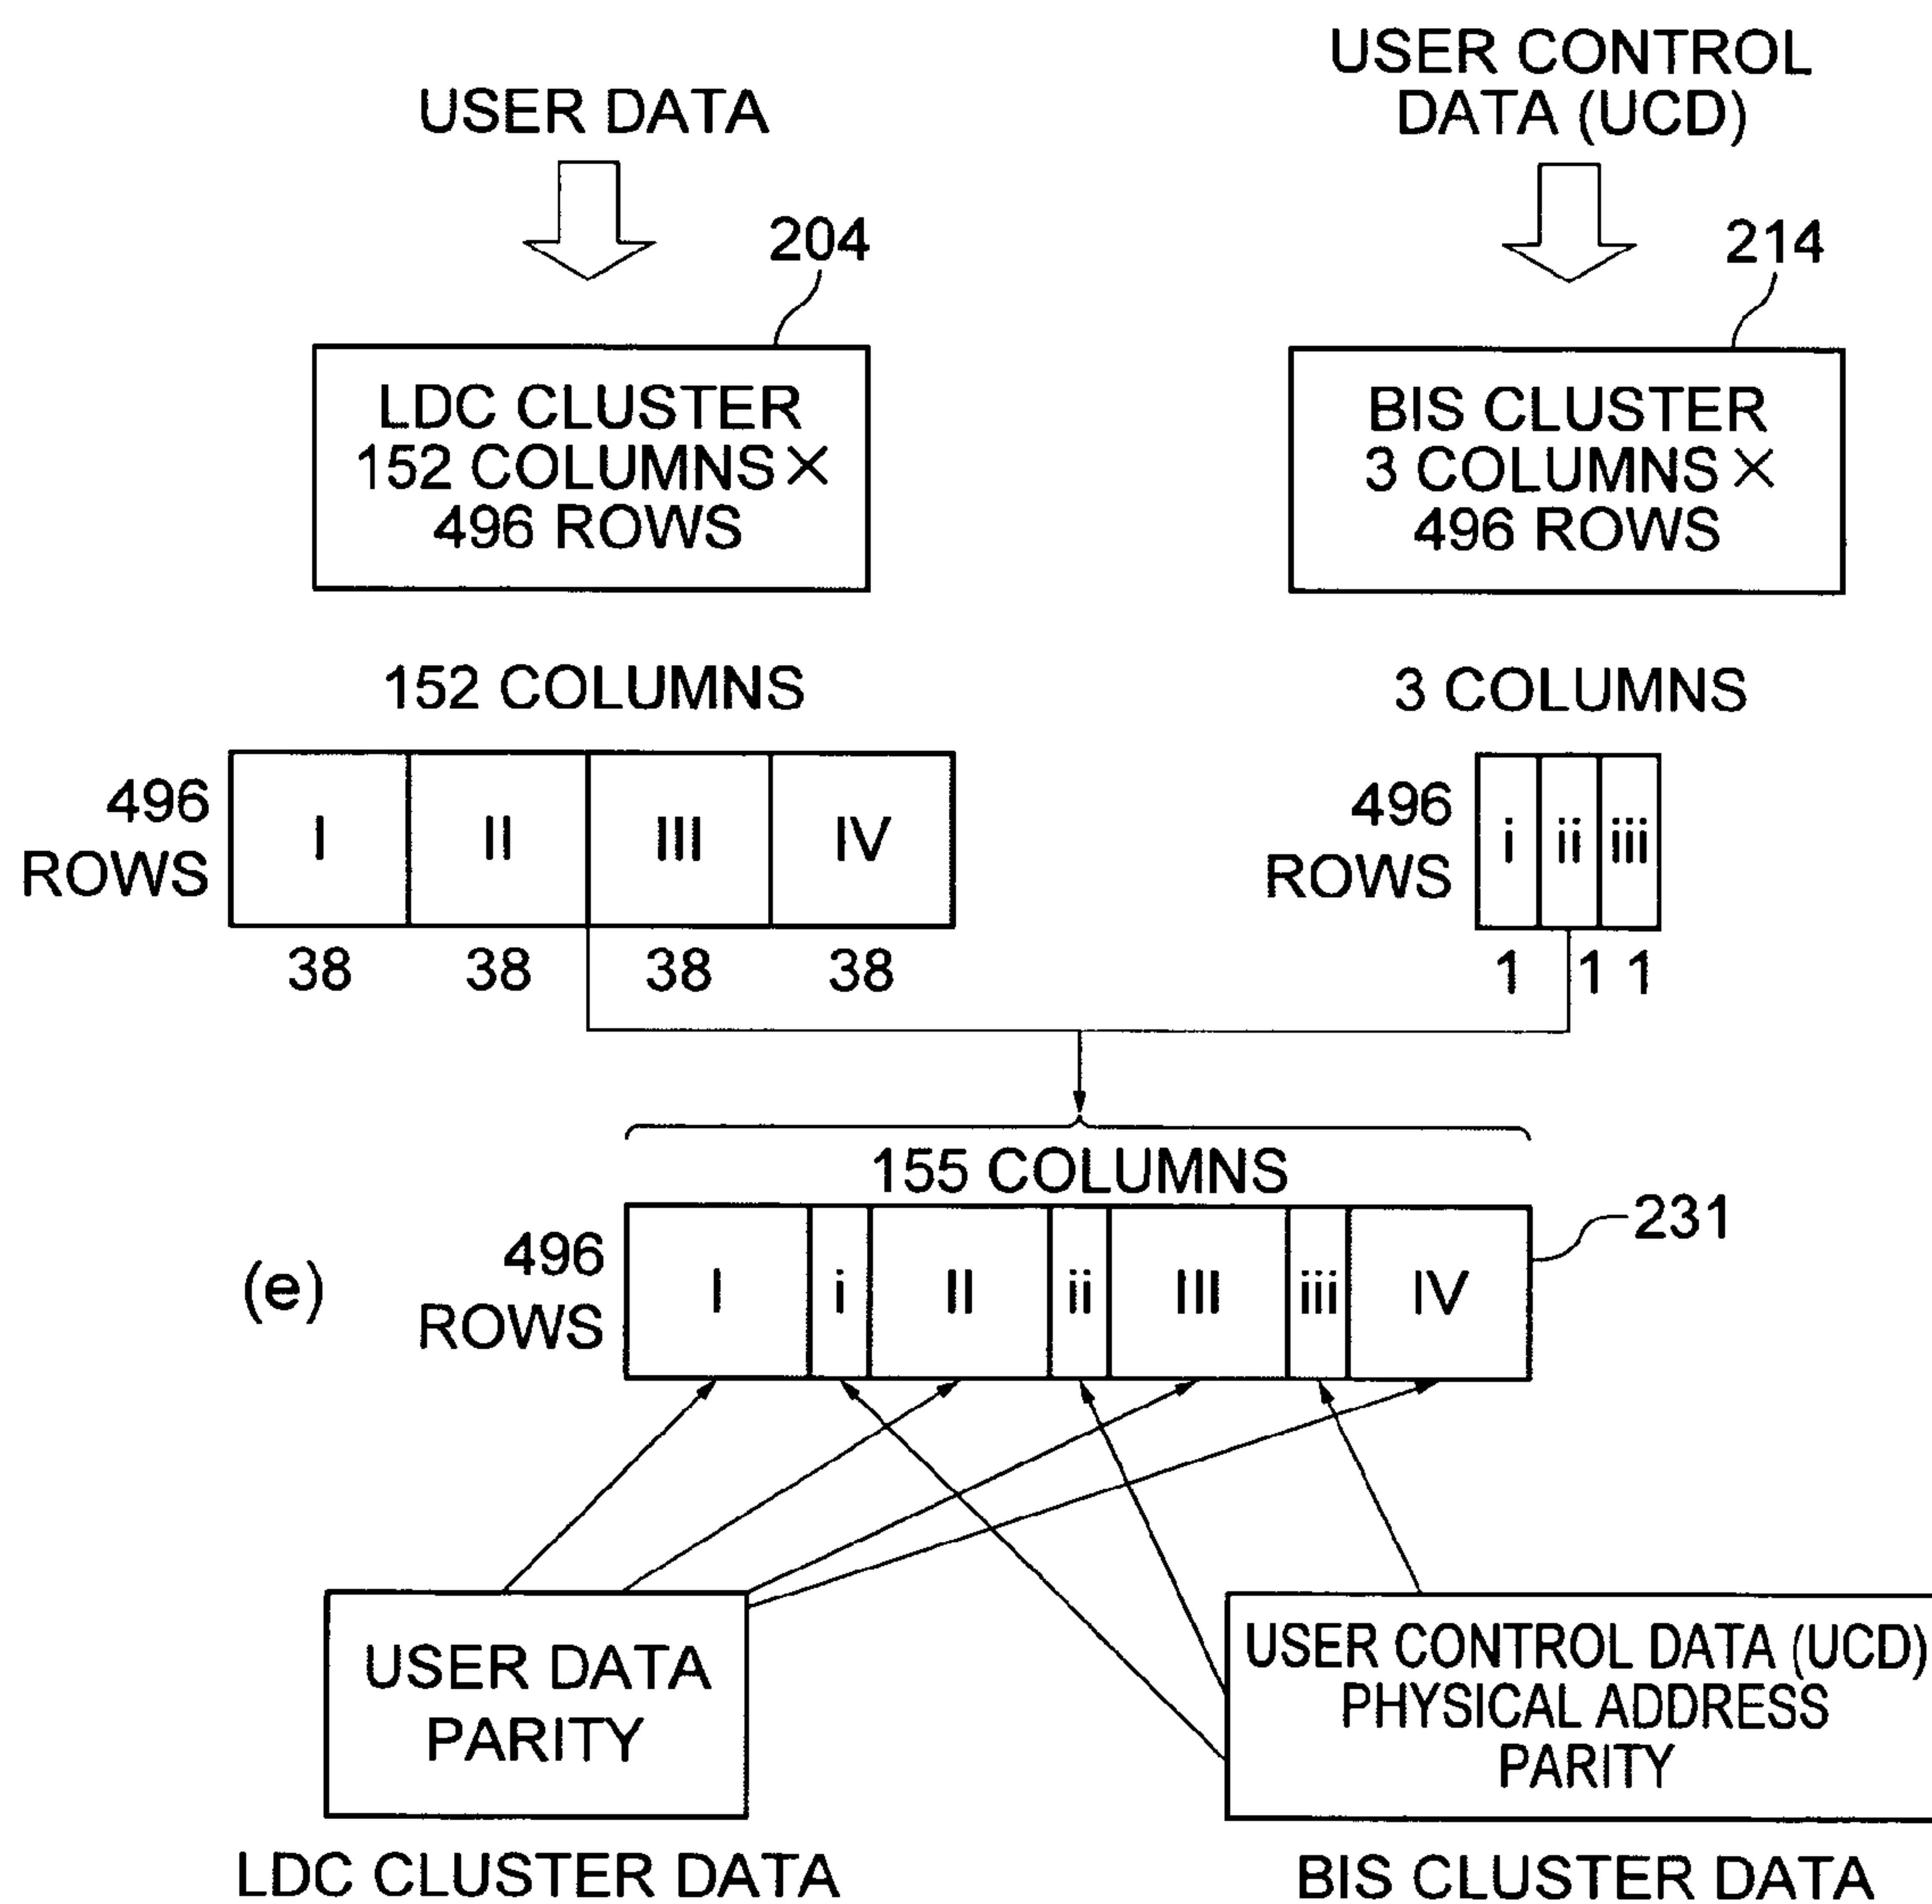 USER DATA
USER CONTROL
DATA (UCD)
204
214
LDC CLUSTER
152 COLUMNS ×
496 ROWS
BIS CLUSTER
3 COLUMNS ×
496 ROWS
152 COLUMNS
3 COLUMNS
496
ROWS
I II III IV
496
ROWS
i ii iii
38 38 38 38
1 1 1
155 COLUMNS
231
(e)
496
ROWS
I i II ii III iii IV
USER DATA
PARITY
USER CONTROL DATA (UCD)
PHYSICAL ADDRESS
PARITY
LDC CLUSTER DATA
BIS CLUSTER DATA